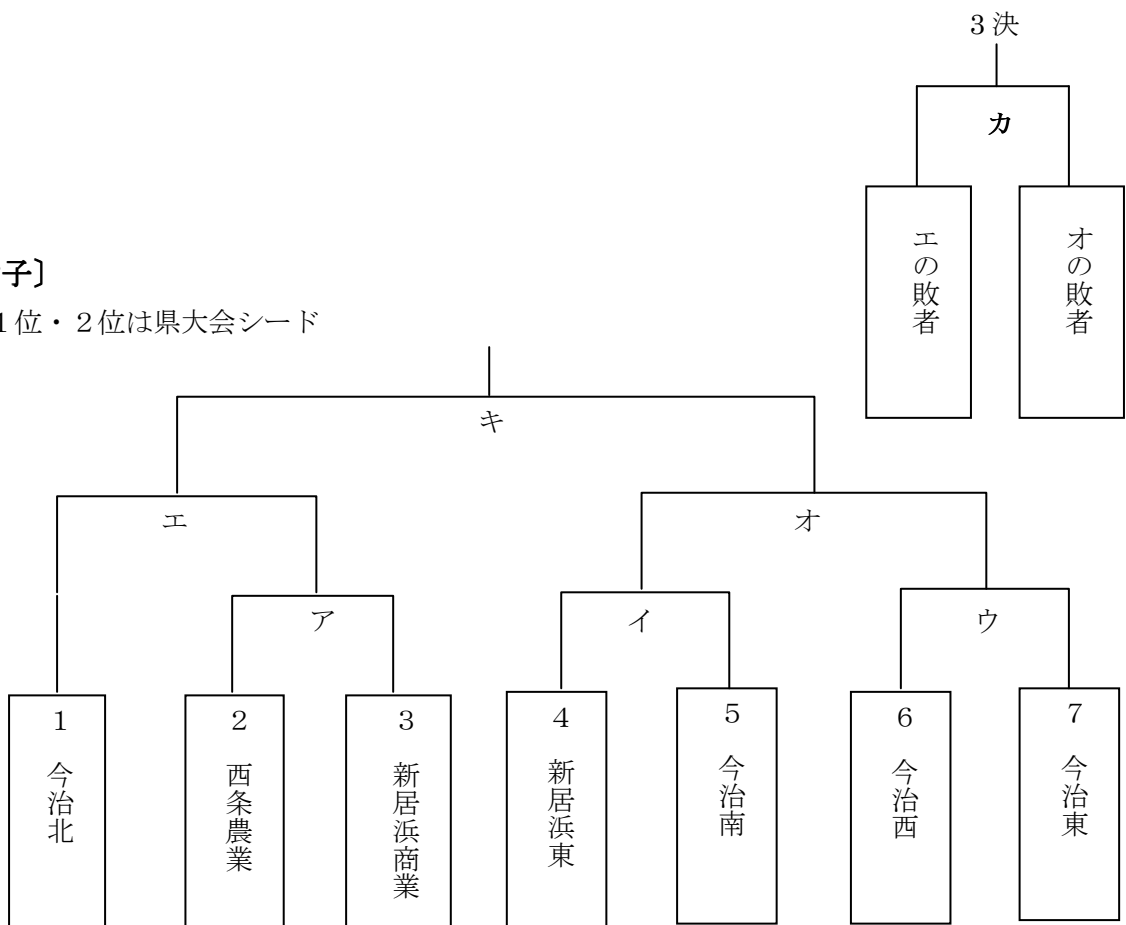 3決
カ
エの敗者
オの敗者
子〕
1位・2位は県大会シード
キ
エ
オ
ア
イ
ウ
1 今治北
2 西条農業
3 新居浜商業
4 新居浜東
5 今治南
6 今治西
7 今治東